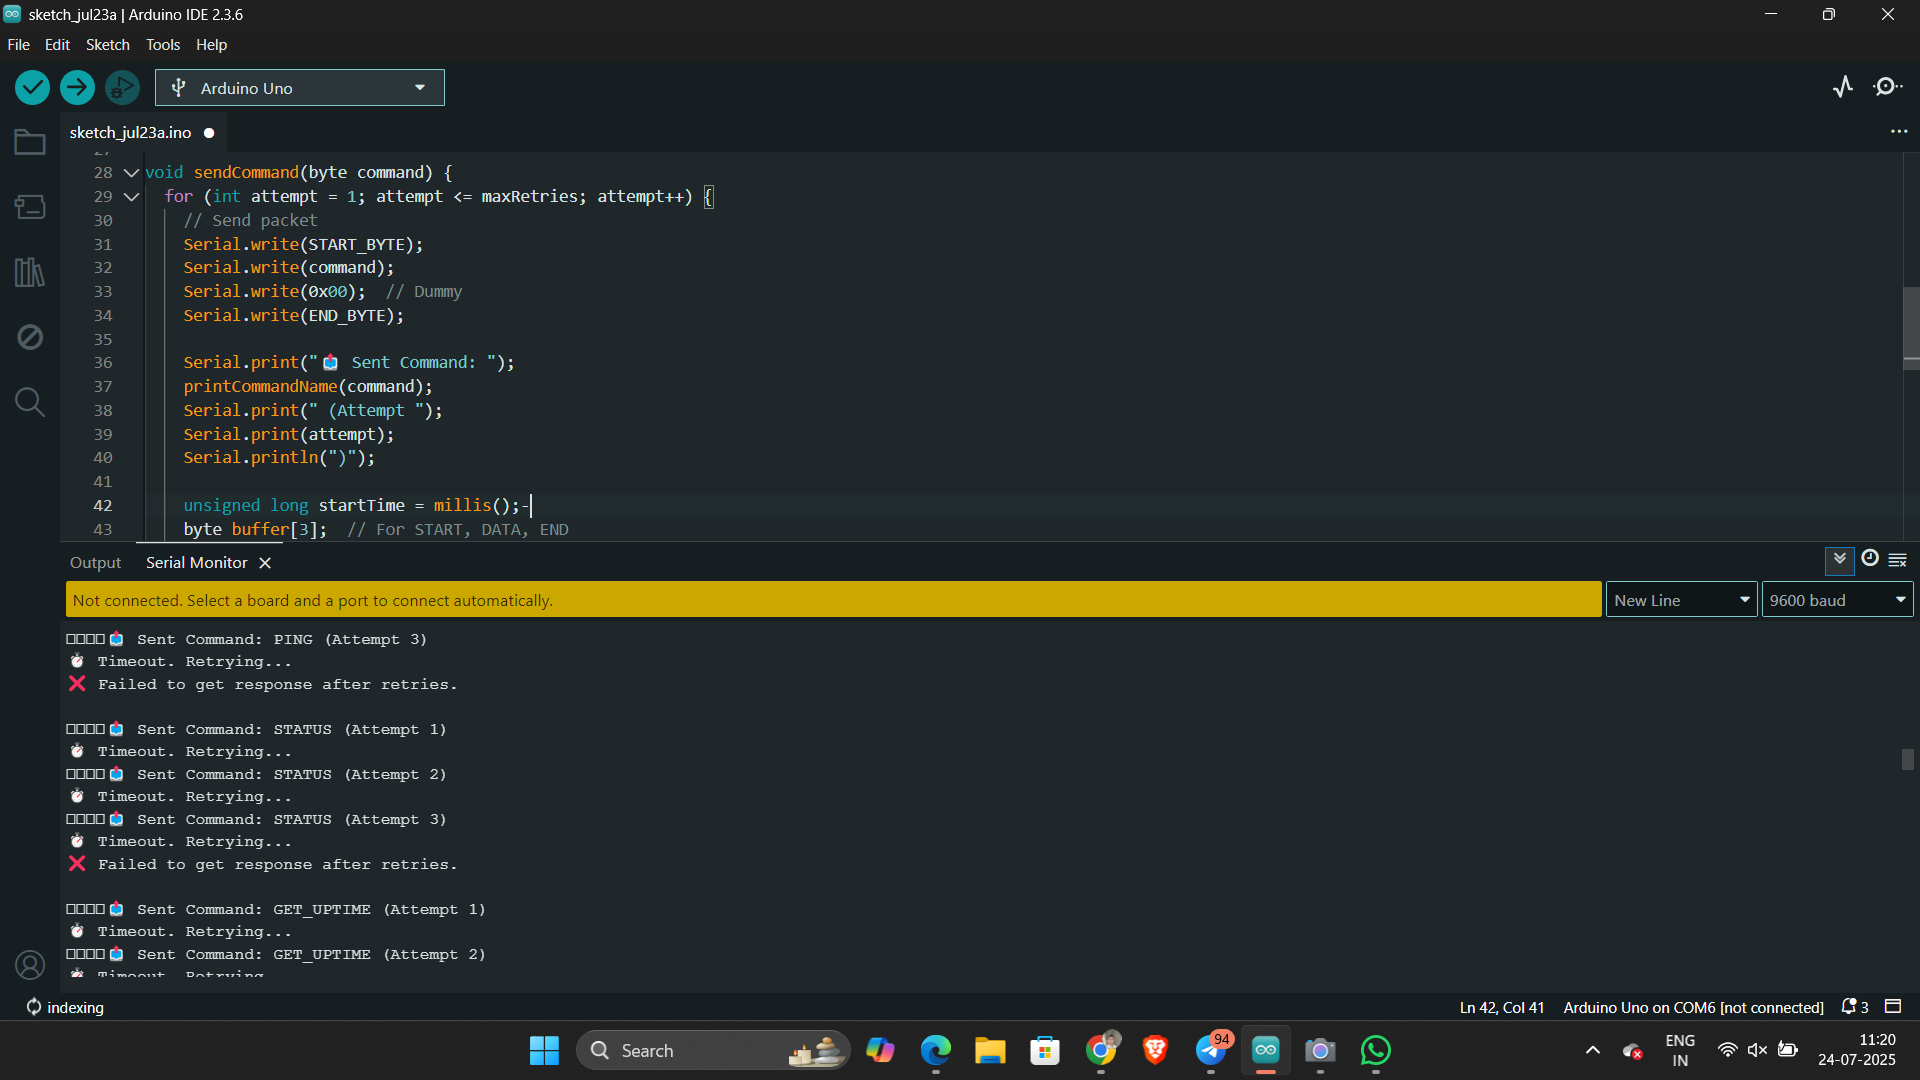 sketch_jul23a | Arduino IDE 2.3.6
File Edit Sketch Tools Help
Arduino Uno
sketch_jul23a.ino
28 void sendCommand(byte command) {
29 for (int attempt = 1; attempt <= maxRetries; attempt++) {
30 // Send packet
31 Serial.write(START_BYTE);
32 Serial.write(command);
33 Serial.write(0x00); // Dummy
34 Serial.write(END_BYTE);
35
36 Serial.print("📤 Sent Command: ");
37 printCommandName(command);
38 Serial.print(" (Attempt ");
39 Serial.print(attempt);
40 Serial.println(")");
41
42 unsigned long startTime = millis();-
43 byte buffer[3]; // For START, DATA, END
Output Serial Monitor
Not connected. Select a board and a port to connect automatically.
New Line 9600 baud
□□□□📤 Sent Command: PING (Attempt 3)
⏱ Timeout. Retrying...
❌ Failed to get response after retries.
□□□□📤 Sent Command: STATUS (Attempt 1)
⏱ Timeout. Retrying...
□□□□📤 Sent Command: STATUS (Attempt 2)
⏱ Timeout. Retrying...
□□□□📤 Sent Command: STATUS (Attempt 3)
⏱ Timeout. Retrying...
❌ Failed to get response after retries.
□□□□📤 Sent Command: GET_UPTIME (Attempt 1)
⏱ Timeout. Retrying...
□□□□📤 Sent Command: GET_UPTIME (Attempt 2)
⏱ Timeout. Retrying
indexing
Ln 42, Col 41 Arduino Uno on COM6 [not connected] 3
Search
94
ENG
IN
11:20
24-07-2025